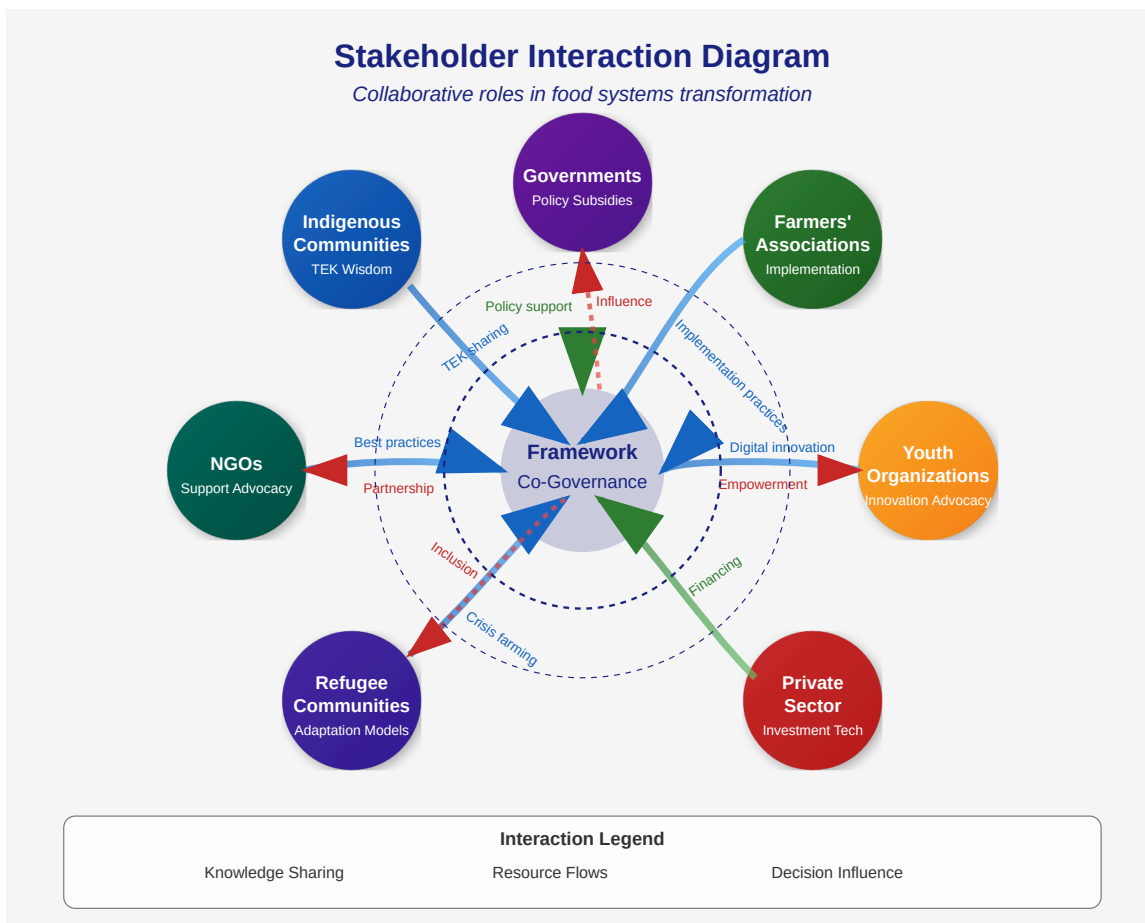 Stakeholder Interaction Diagram
Collaborative roles in food systems transformation
Governments
Policy Subsidies
Indigenous
Communities
TEK Wisdom
Farmers'
Associations
Implementation
Policy support
Influence
TEK sharing
Implementation practices
Best practices
Partnership
Framework
Co-Governance
Digital innovation
Empowerment
NGOs
Support Advocacy
Youth
Organizations
Innovation Advocacy
Inclusion
Crisis farming
Financing
Refugee
Communities
Adaptation Models
Private
Sector
Investment Tech
Interaction Legend
Knowledge Sharing
Resource Flows
Decision Influence